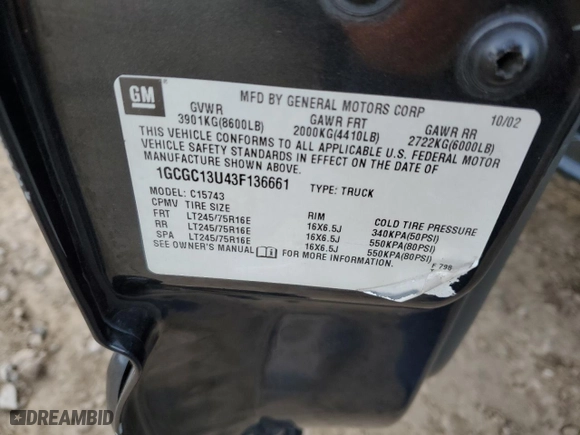 GM
MFD BY GENERAL MOTORS CORP 10/02
GVWR GAWR FRT GAWR RR
3901KG(8600LB) 2000KG(4410LB) 2722KG(6000LB)
THIS VEHICLE CONFORMS TO ALL APPLICABLE U.S. FEDERAL MOTOR
VEHICLE SAFETY STANDARDS IN EFFECT ON THE DATE OF
MANUFACTURE SHOWN ABOVE.
1GCGC13U43F136661 TYPE: TRUCK
MODEL: C15743
CPMV TIRE SIZE RIM COLD TIRE PRESSURE
FRT LT245/75R16E 16X6.5J 340KPA(50PSI)
RR LT245/75R16E 16X6.5J 550KPA(80PSI)
SPA LT245/75R16E 16X6.5J 550KPA(80PSI)
SEE OWNER'S MANUAL FOR MORE INFORMATION.
DREAMBID